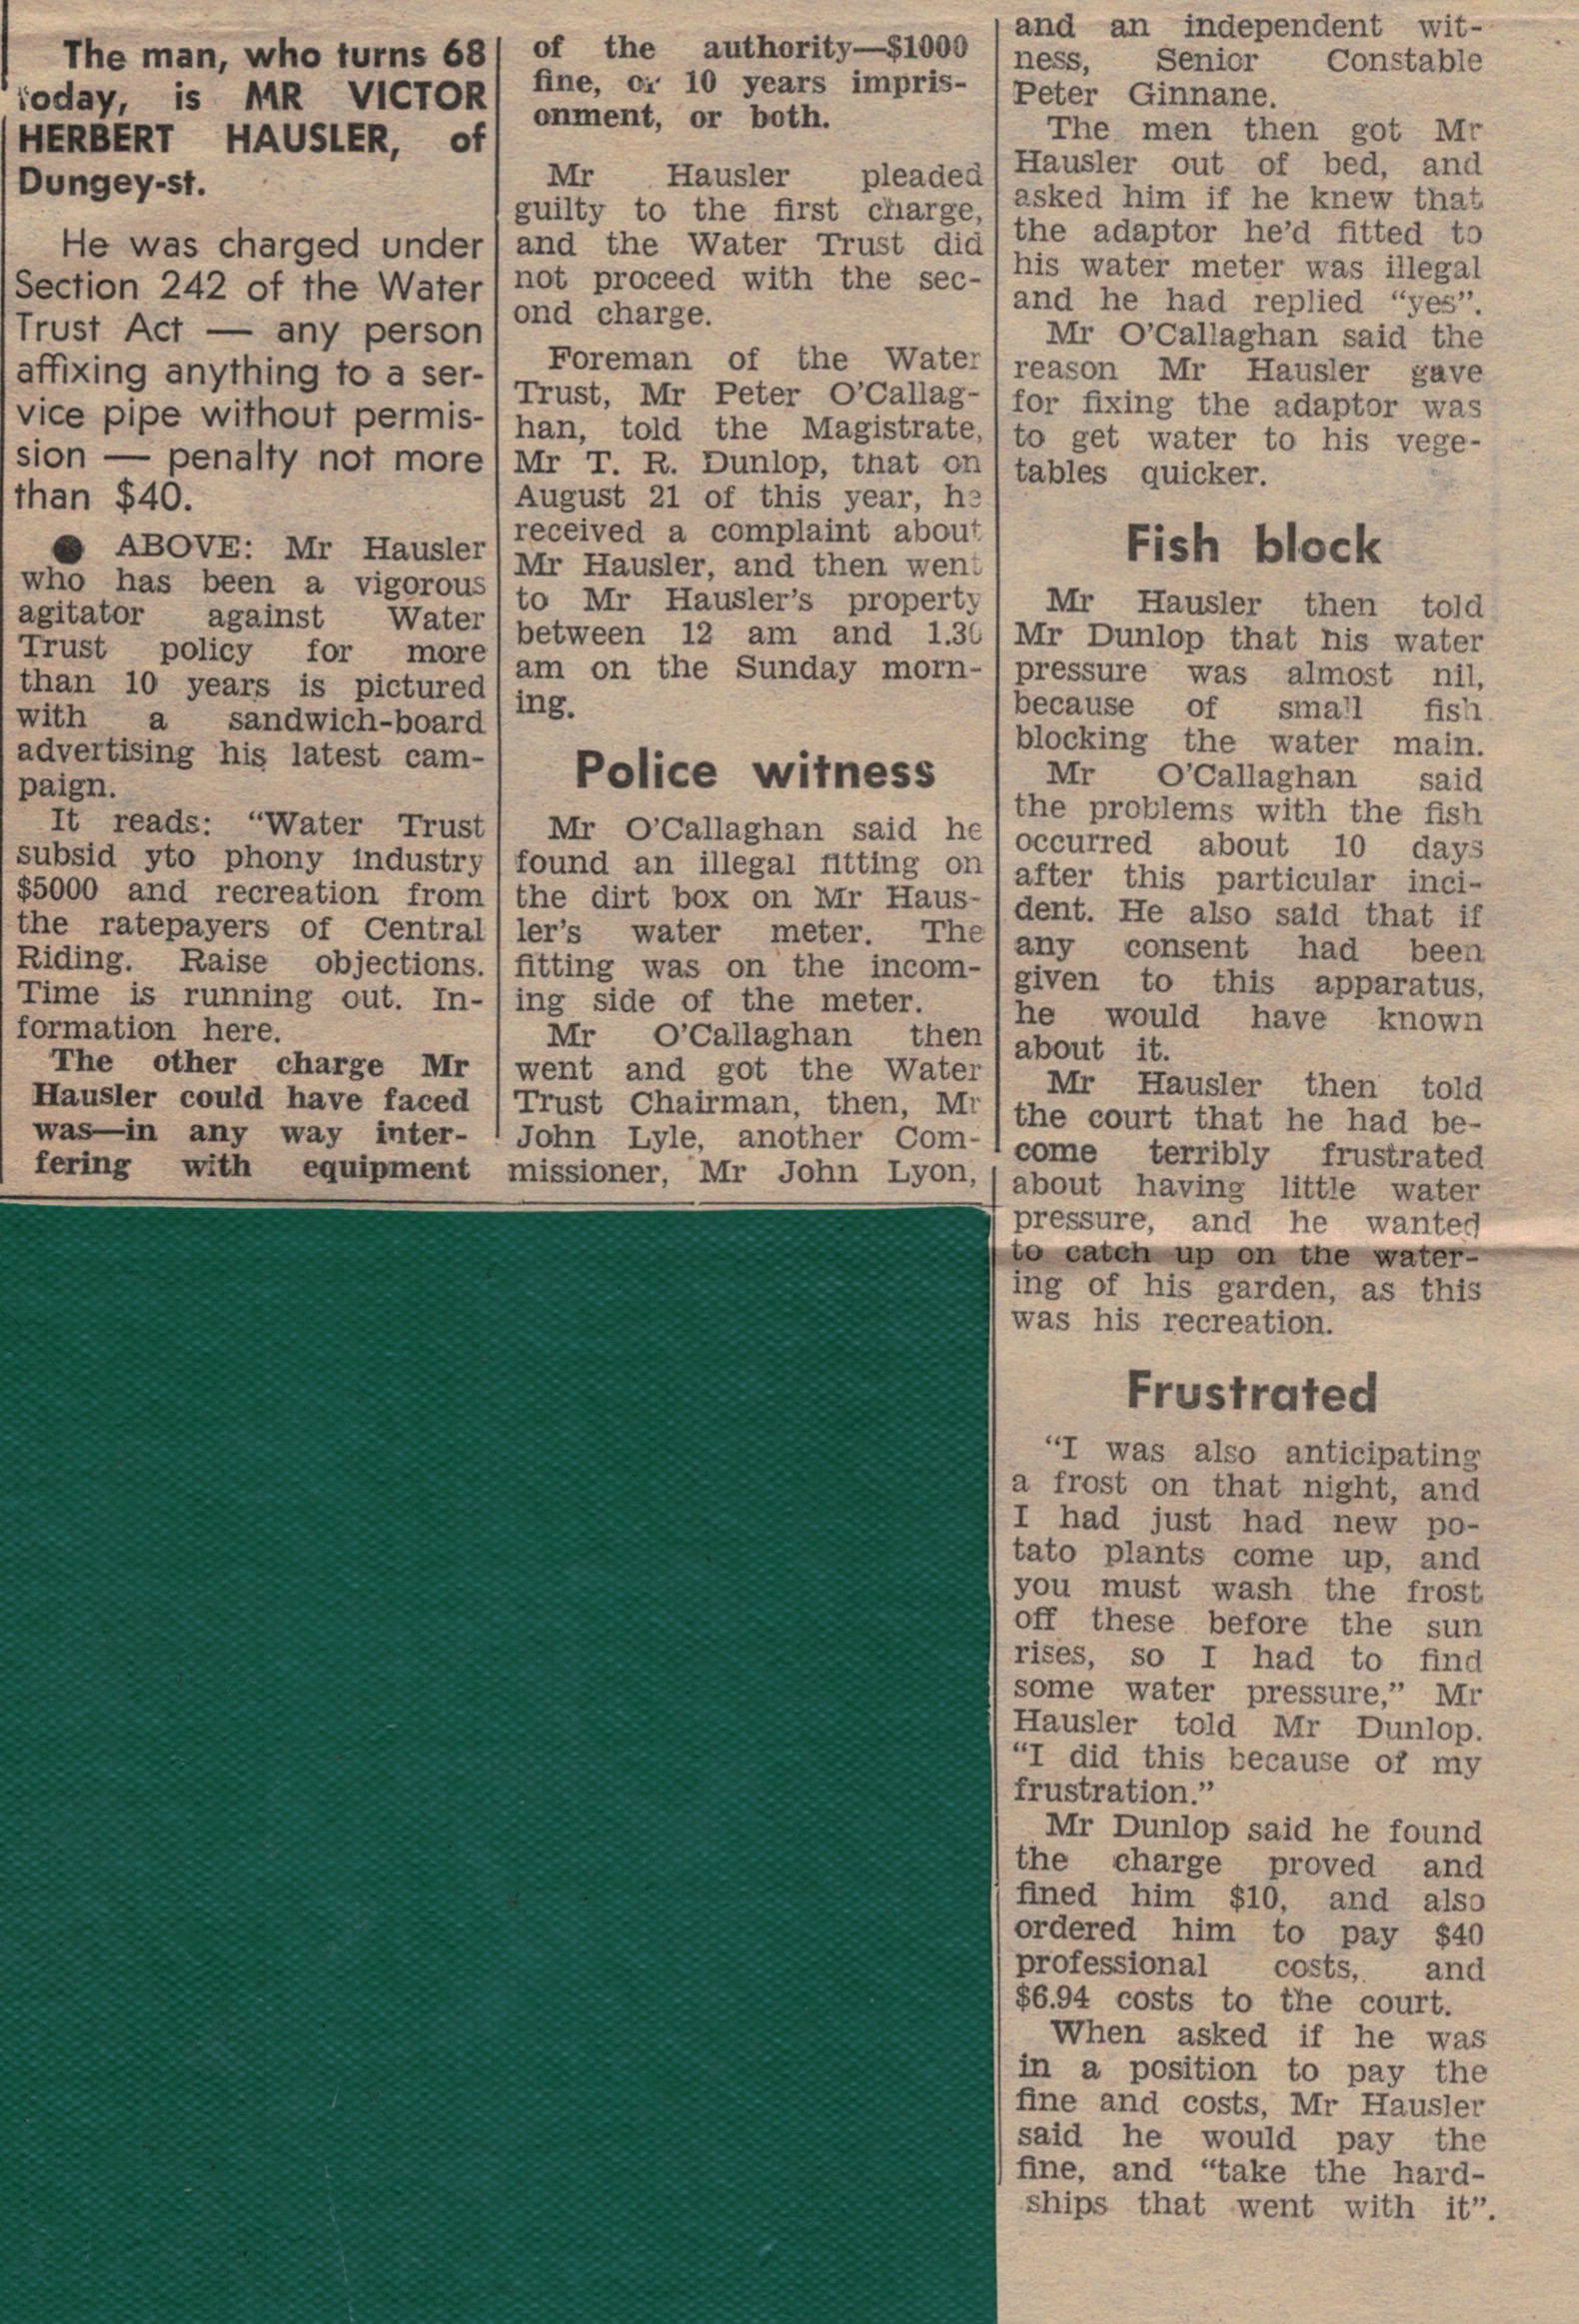 The man, who turns 68
today, is MR VICTOR
HERBERT HAUSLER, of
Dungey-st.
He was charged under
Section 242 of the Water
Trust Act — any person
affixing anything to a ser-
vice pipe without permis-
sion — penalty not more
than $40.
● ABOVE: Mr Hausler
who has been a vigorous
agitator against Water
Trust policy for more
than 10 years is pictured
with a sandwich-board
advertising his latest cam-
paign.
It reads: “Water Trust
subsid yto phony industry
$5000 and recreation from
the ratepayers of Central
Riding. Raise objections.
Time is running out. In-
formation here.
The other charge Mr
Hausler could have faced
was—in any way inter-
fering with equipment
of the authority—$1000
fine, or 10 years impris-
onment, or both.
Mr Hausler pleaded
guilty to the first charge,
and the Water Trust did
not proceed with the sec-
ond charge.
Foreman of the Water
Trust, Mr Peter O’Callag-
han, told the Magistrate,
Mr T. R. Dunlop, that on
August 21 of this year, he
received a complaint about
Mr Hausler, and then went
to Mr Hausler’s property
between 12 am and 1.30
am on the Sunday morn-
ing.
Police witness
Mr O’Callaghan said he
found an illegal fitting on
the dirt box on Mr Haus-
ler’s water meter. The
fitting was on the incom-
ing side of the meter.
Mr O’Callaghan then
went and got the Water
Trust Chairman, then, Mr
John Lyle, another Com-
missioner, Mr John Lyon,
and an independent wit-
ness, Senior Constable
Peter Ginnane.
The men then got Mr
Hausler out of bed, and
asked him if he knew that
the adaptor he’d fitted to
his water meter was illegal
and he had replied “yes”.
Mr O’Callaghan said the
reason Mr Hausler gave
for fixing the adaptor was
to get water to his vege-
tables quicker.
Fish block
Mr Hausler then told
Mr Dunlop that his water
pressure was almost nil,
because of small fish
blocking the water main.
Mr O’Callaghan said
the problems with the fish
occurred about 10 days
after this particular inci-
dent. He also said that if
any consent had been
given to this apparatus,
he would have known
about it.
Mr Hausler then told
the court that he had be-
come terribly frustrated
about having little water
pressure, and he wanted
to catch up on the water-
ing of his garden, as this
was his recreation.
Frustrated
“I was also anticipating
a frost on that night, and
I had just had new po-
tato plants come up, and
you must wash the frost
off these before the sun
rises, so I had to find
some water pressure,” Mr
Hausler told Mr Dunlop.
“I did this because of my
frustration.”
Mr Dunlop said he found
the charge proved and
fined him $10, and also
ordered him to pay $40
professional costs, and
$6.94 costs to the court.
When asked if he was
in a position to pay the
fine and costs, Mr Hausler
said he would pay the
fine, and “take the hard-
ships that went with it”.